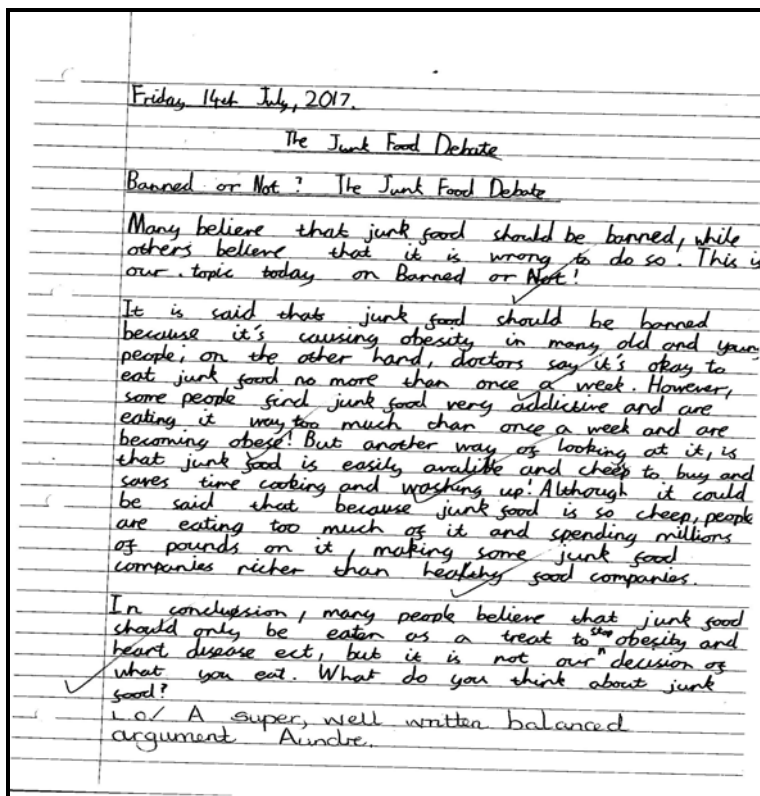 Friday 14th July, 2017.
The Junk Food Debate
Banned or Not? The Junk Food Debate
Many believe that junk food should be banned, while
others believe that it is wrong to do so. This is
our topic today on Banned or Not!
It is said that junk food should be banned
because it's causing obesity in many old and young
people; on the other hand, doctors say it's okay to
eat junk food no more than once a week. However,
some people find junk food very addictive and are
eating it way too much than once a week and are
becoming obese! But another way of looking at it, is
that junk food is easily avalible and cheep to buy and
saves time cooking and washing up! Although it could
be said that because junk food is so cheep, people
are eating too much of it and spending millions
of pounds on it, making some junk food
companies richer than healthy food companies.
In conclusion, many people believe that junk food
should only be eaten as a treat to stop obesity and
heart disease ect, but it is not our decision of
what you eat. What do you think about junk
food?
L.O/ A super, well written balanced
argument Aundre.